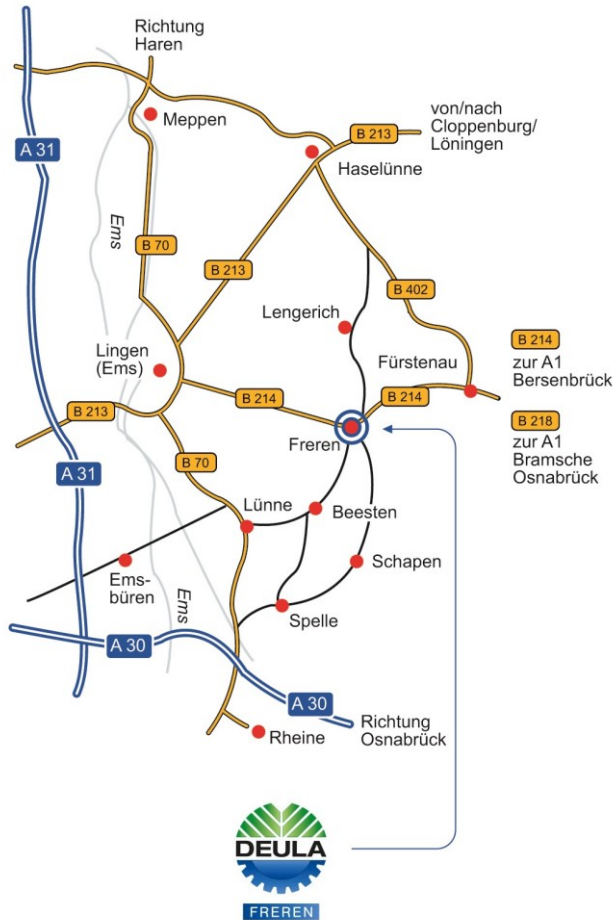 Richtung
Haren
Meppen
von/nach
Cloppenburg/
Löningen
B 213
A 31
Haselünne
Ems
B 70
B 213
B 402
Lengerich
Lingen
(Ems)
Fürstenau
B 214
zur A1
Bersenbrück
B 213
B 214
B 214
B 218
zur A1
Bramsche
Osnabrück
Freren
B 70
A 31
Lünne
Beesten
Schapen
Ems-
büren
Ems
Spelle
A 30
A 30
Richtung
Osnabrück
Rheine
DEULA
FREREN